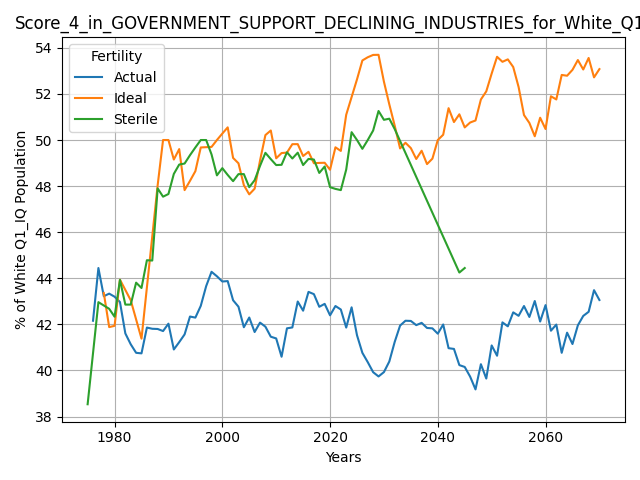 Score_4_in_GOVERNMENT_SUPPORT_DECLINING_INDUSTRIES_for_White_Q1
Fertility
Actual
Ideal
Sterile
% of White Q1_IQ Population
54
52
50
48
46
44
42
40
38
1980 2000 2020 2040 2060
Years